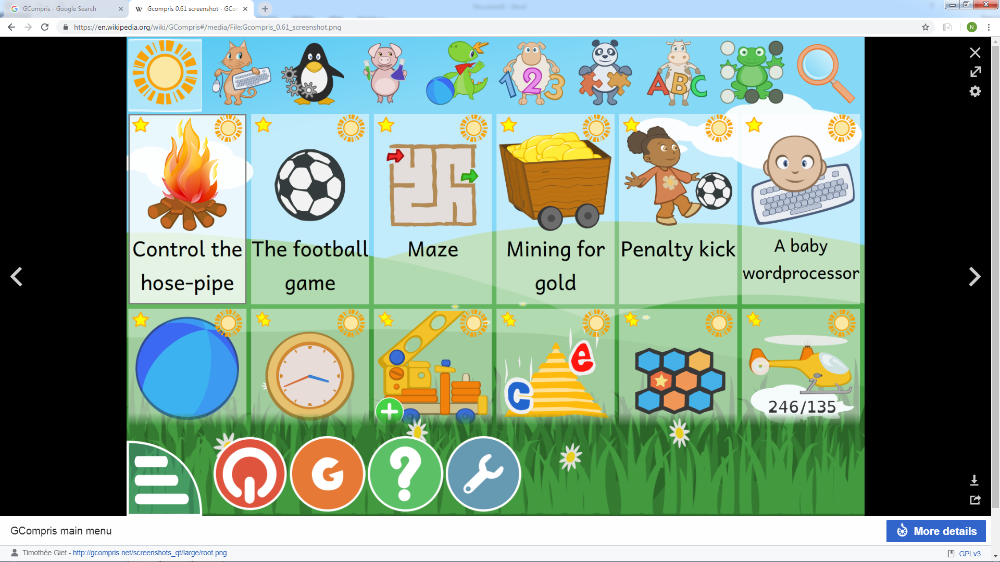 GCompris - Google Search
Gcompris 0.61 screenshot - GCor
https://en.wikipedia.org/wiki/GCompris#/media/File:Gcompris_0.61_screenshot.png
N
123
ABC
Control the
hose-pipe
The football
game
Maze
Mining for
gold
Penalty kick
A baby
wordprocessor
e
C
246/135
G
?
GCompris main menu
More details
Timothée Giet - http://gcompris.net/screenshots_qt/large/root.png
GPLv3